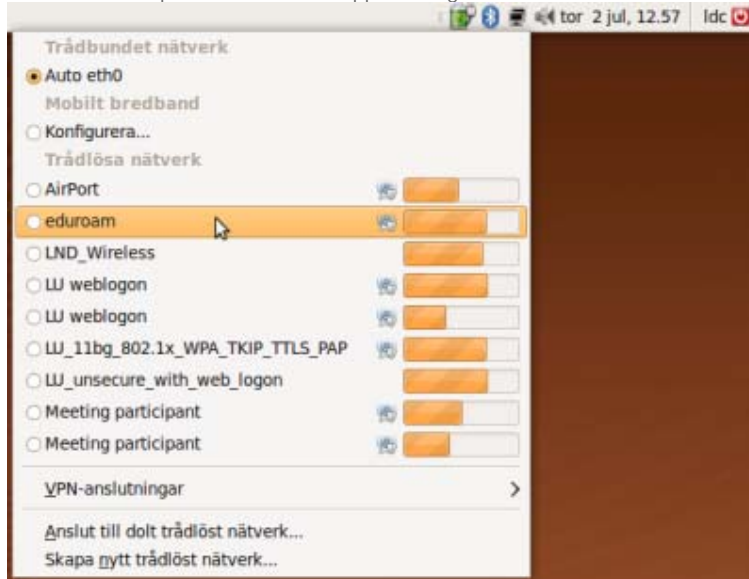 tor 2 jul, 12.57 ldc
Trådbundet nätverk
Auto eth0
Mobilt bredband
Konfigurera...
Trådlösa nätverk
AirPort
eduroam
LND_Wireless
LU weblogon
LU weblogon
LU_11bg_802.1x_WPA_TKIP_TTLS_PAP
LU_unsecure_with_web_logon
Meeting participant
Meeting participant
VPN-anslutningar
Anslut till dolt trådlöst nätverk...
Skapa nytt trådlöst nätverk...